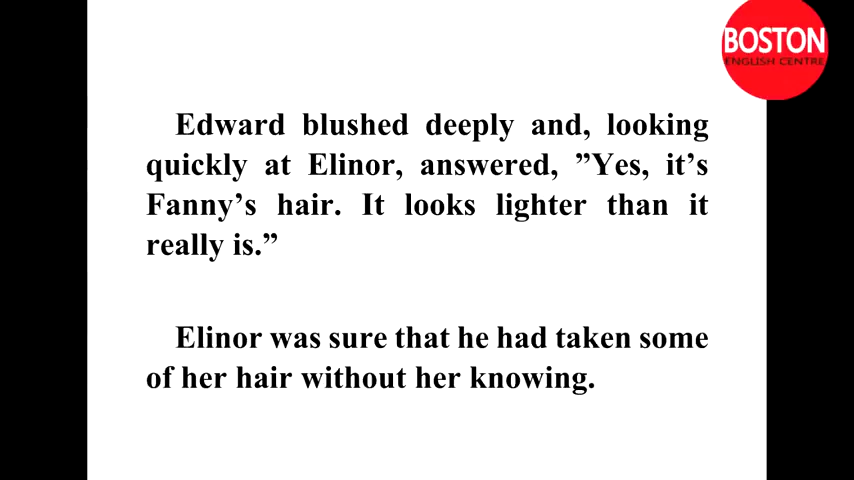 BOSTON
ENGLISH CENTRE
Edward blushed deeply and, looking
quickly at Elinor, answered, ”Yes, it’s
Fanny’s hair. It looks lighter than it
really is.”
Elinor was sure that he had taken some
of her hair without her knowing.